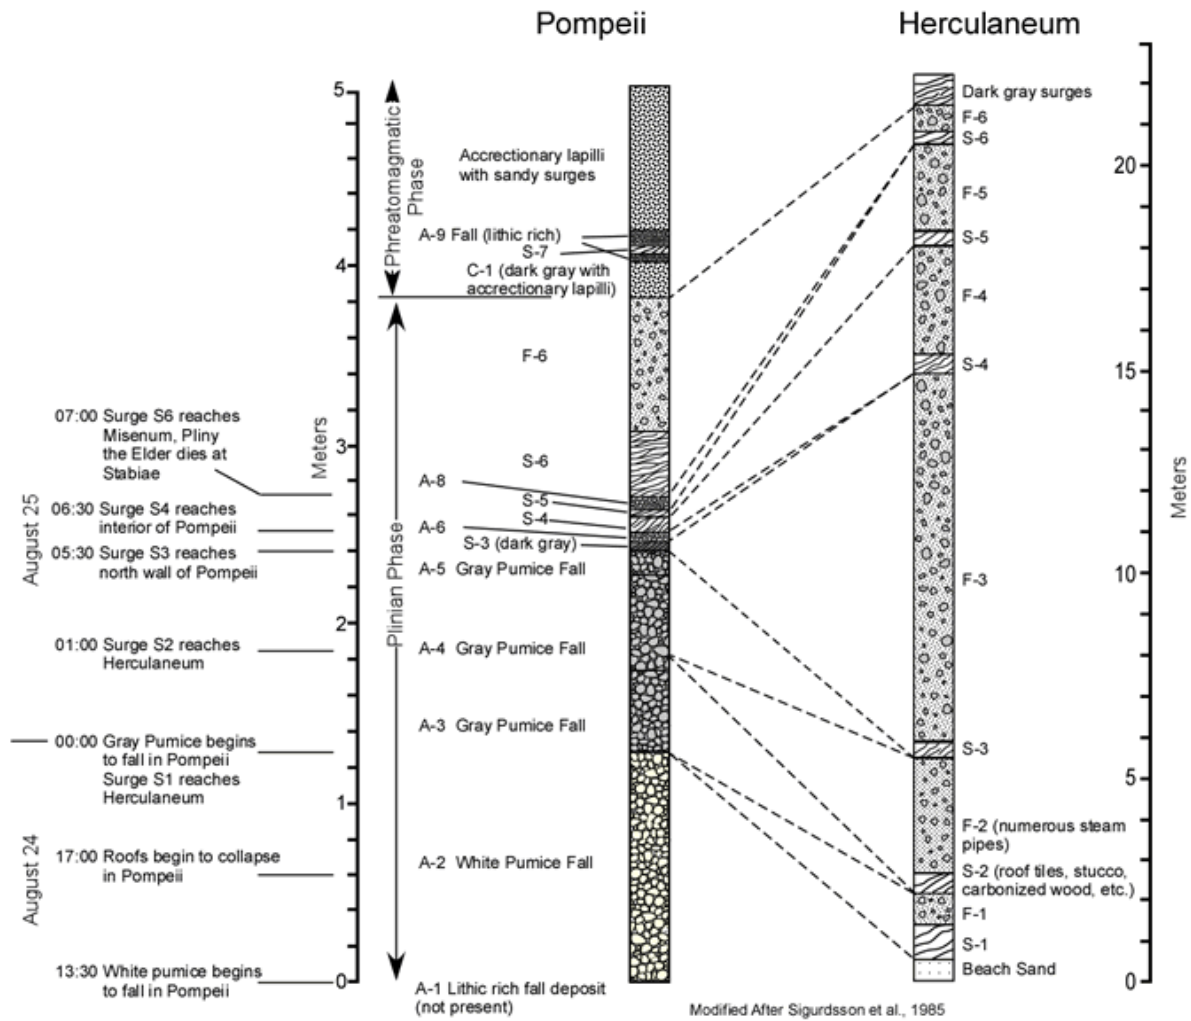 Pompeii
Herculaneum
5
4
3
2
1
0
Meters
Phreatomagmatic
Phase
Plinian Phase
Accrectionary lapilli
with sandy surges
A-9 Fall (lithic rich)
S-7
C-1 (dark gray with
accrectionary lapilli)
F-6
S-6
A-8
S-5
S-4
A-6
S-3 (dark gray)
A-5 Gray Pumice Fall
A-4 Gray Pumice Fall
A-3 Gray Pumice Fall
A-2 White Pumice Fall
A-1 Lithic rich fall deposit
(not present)
August 25
07:00 Surge S6 reaches
Misenum, Pliny
the Elder dies at
Stabiae
06:30 Surge S4 reaches
interior of Pompeii
05:30 Surge S3 reaches
north wall of Pompeii
01:00 Surge S2 reaches
Herculaneum
00:00 Gray Pumice begins
to fall in Pompeii
Surge S1 reaches
Herculaneum
August 24
17:00 Roofs begin to collapse
in Pompeii
13:30 White pumice begins
to fall in Pompeii
Dark gray surges
F-6
S-6
F-5
S-5
F-4
S-4
F-3
S-3
F-2 (numerous steam
pipes)
S-2 (roof tiles, stucco,
carbonized wood, etc.)
F-1
S-1
Beach Sand
20
15
10
5
0
Meters
Modified After Sigurdsson et al., 1985